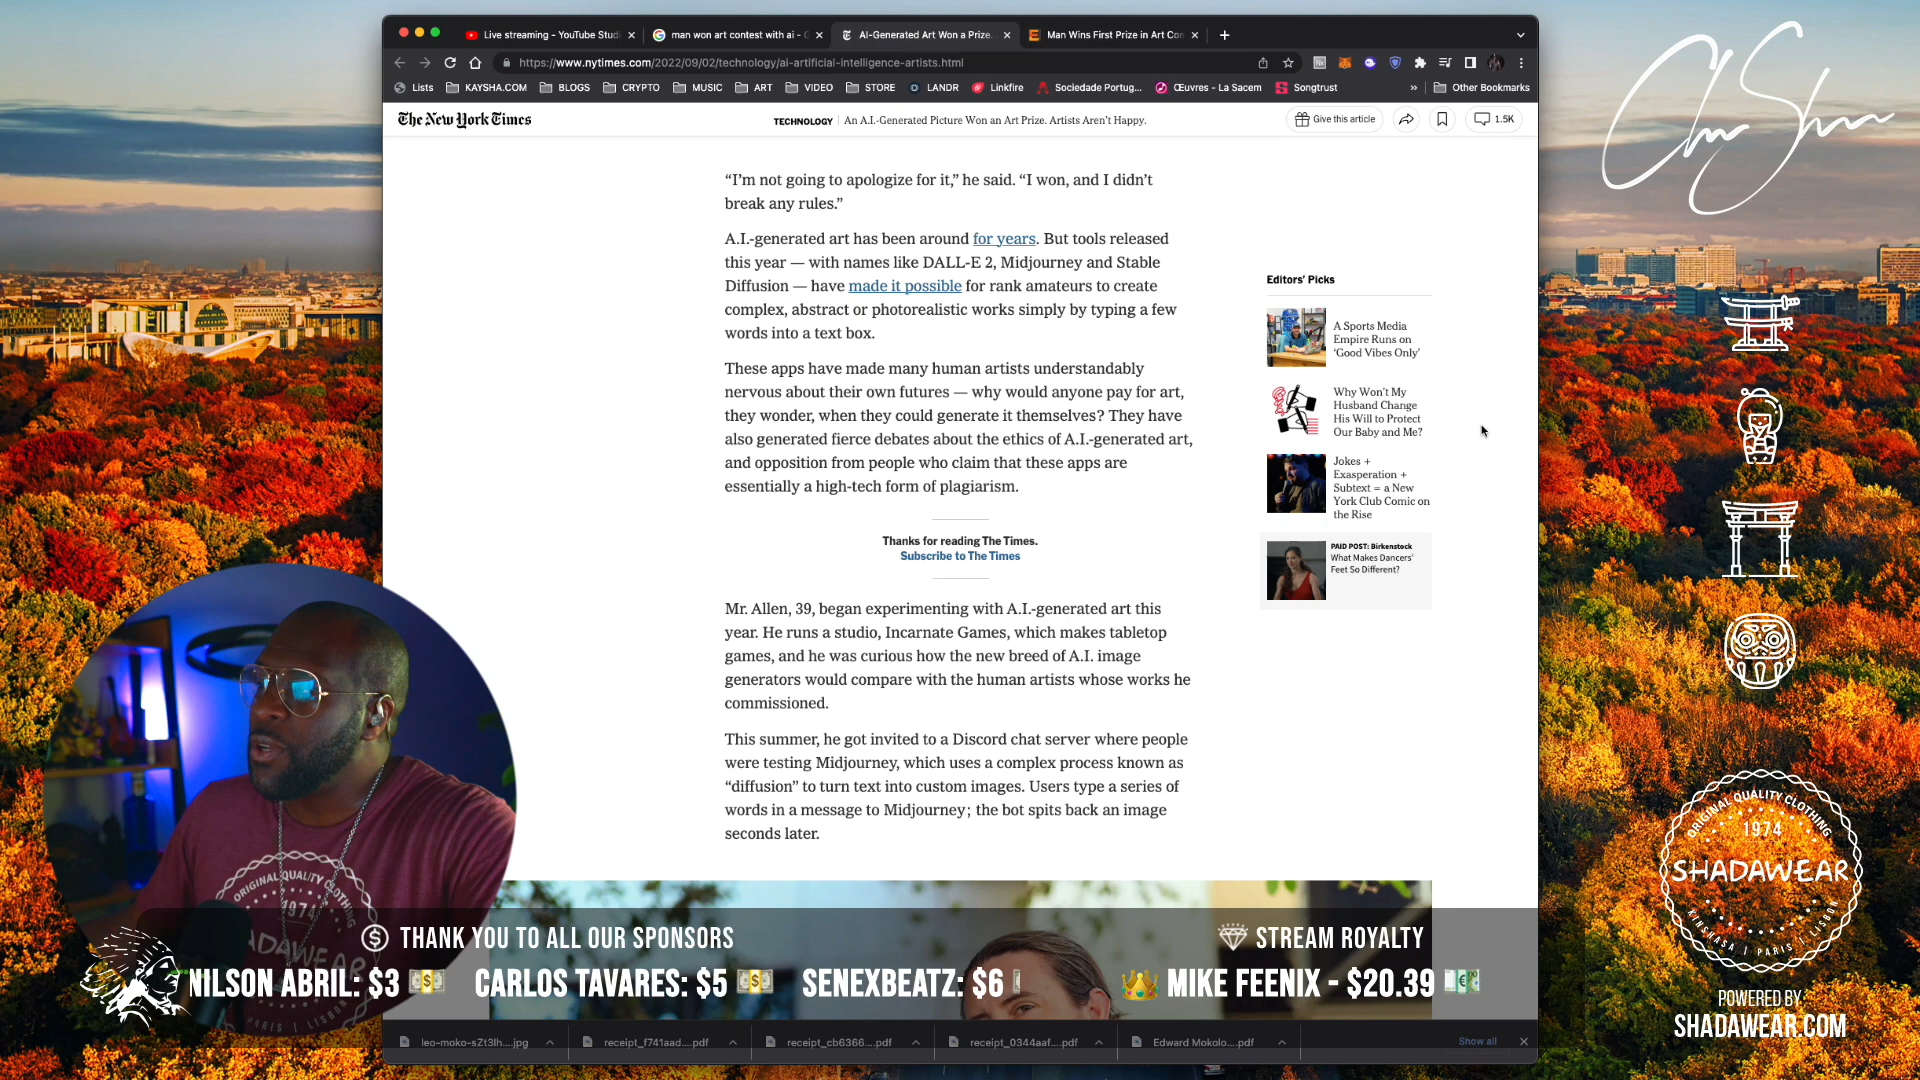 Live streaming - YouTube Studi
man won art contest with ai - G
AI-Generated Art Won a Prize.
Man Wins First Prize in Art Con
https://www.nytimes.com/2022/09/02/technology/ai-artificial-intelligence-artists.html
Lists
KAYSHA.COM
BLOGS
CRYPTO
MUSIC
ART
VIDEO
STORE
LANDR
Linkfire
Sociedade Portug...
Œuvres - La Sacem
Songtrust
»
Other Bookmarks
The New York Times
TECHNOLOGY | An A.I.-Generated Picture Won an Art Prize. Artists Aren't Happy.
Give this article
1.5K
“I’m not going to apologize for it,” he said. “I won, and I didn’t
break any rules.”
A.I.-generated art has been around for years. But tools released
this year — with names like DALL-E 2, Midjourney and Stable
Diffusion — have made it possible for rank amateurs to create
complex, abstract or photorealistic works simply by typing a few
words into a text box.
These apps have made many human artists understandably
nervous about their own futures — why would anyone pay for art,
they wonder, when they could generate it themselves? They have
also generated fierce debates about the ethics of A.I.-generated art,
and opposition from people who claim that these apps are
essentially a high-tech form of plagiarism.
Thanks for reading The Times.
Subscribe to The Times
Mr. Allen, 39, began experimenting with A.I.-generated art this
year. He runs a studio, Incarnate Games, which makes tabletop
games, and he was curious how the new breed of A.I. image
generators would compare with the human artists whose works he
commissioned.
This summer, he got invited to a Discord chat server where people
were testing Midjourney, which uses a complex process known as
“diffusion” to turn text into custom images. Users type a series of
words in a message to Midjourney; the bot spits back an image
seconds later.
Editors’ Picks
A Sports Media
Empire Runs on
‘Good Vibes Only’
Why Won’t My
Husband Change
His Will to Protect
Our Baby and Me?
Jokes +
Exasperation +
Subtext = a New
York Club Comic on
the Rise
PAID POST: Birkenstock
What Makes Dancers’
Feet So Different?
ORIGINAL QUALITY CLOTHING
1974
SHADAWEAR
KINSHASA | PARIS | LISBON
POWERED BY
SHADAWEAR.COM
ORIGINAL QUALITY CLOTHING
1974
ADAWEAR
PARIS | LISBON
THANK YOU TO ALL OUR SPONSORS
NILSON ABRIL: $3
CARLOS TAVARES: $5
SENEXBEATZ: $6
STREAM ROYALTY
MIKE FEENIX - $20.39
leo-moko-sZt3lh....jpg
receipt_f741aad....pdf
receipt_cb6366....pdf
receipt_0344aaf....pdf
Edward Mokolo....pdf
Show all